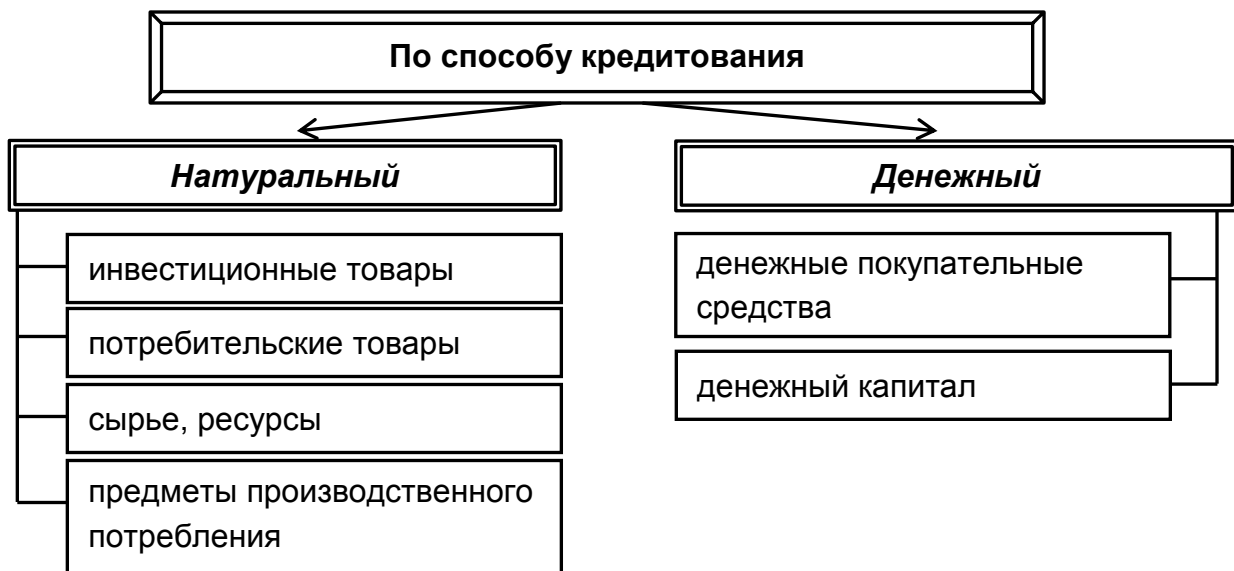 По способу кредитования
Натуральный
инвестиционные товары
потребительские товары
сырье, ресурсы
предметы производственного
потребления
Денежный
денежные покупательные
средства
денежный капитал